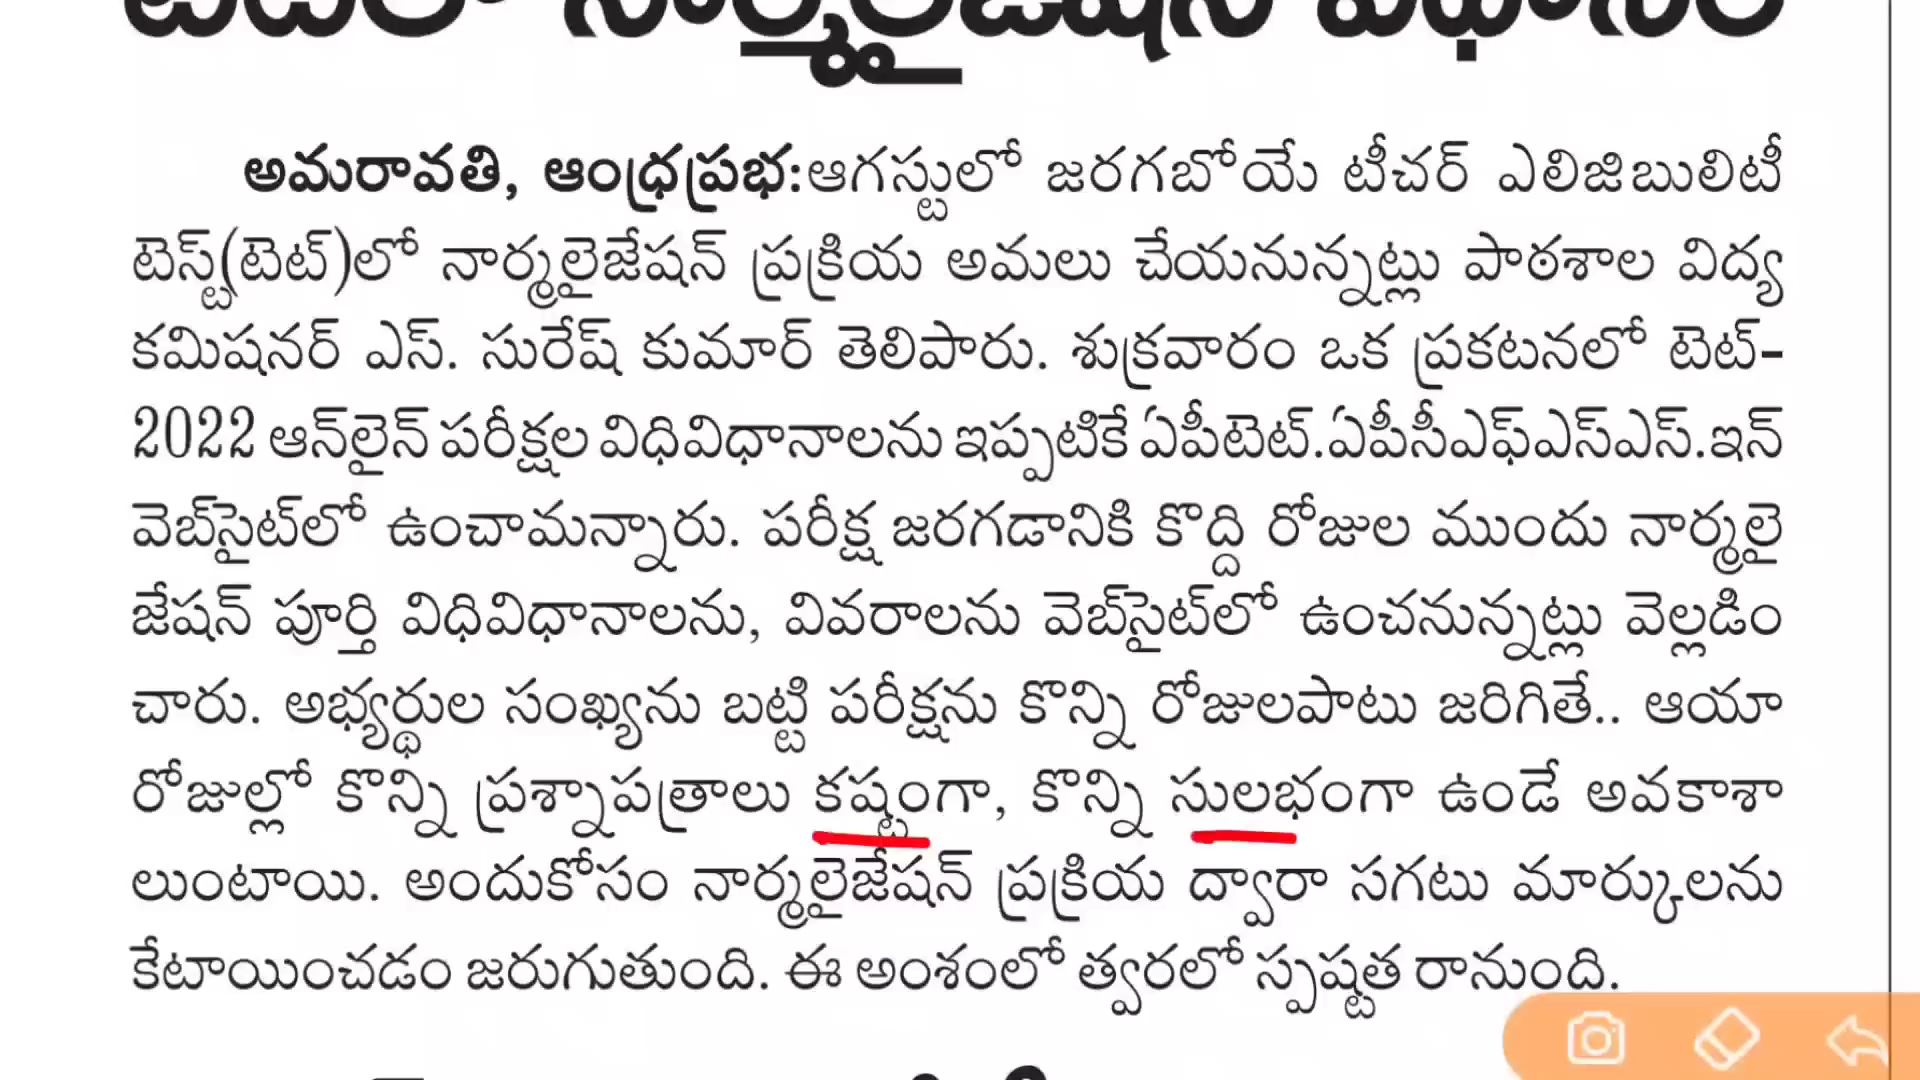 టెట్‌లో నార్మలైజేషన్ విధానం
అమరావతి, ఆంధ్రప్రభ:ఆగస్టులో జరగబోయే టీచర్ ఎలిజిబులిటీ
టెస్ట్(టెట్)లో నార్మలైజేషన్ ప్రక్రియ అమలు చేయనున్నట్లు పాఠశాల విద్య
కమిషనర్ ఎస్. సురేష్ కుమార్ తెలిపారు. శుక్రవారం ఒక ప్రకటనలో టెట్-
2022 ఆన్‌లైన్ పరీక్షల విధివిధానాలను ఇప్పటికే ఏపీటెట్.ఏపీసీఎఫ్ఎస్ఎస్.ఇన్
వెబ్‌సైట్‌లో ఉంచామన్నారు. పరీక్ష జరగడానికి కొద్ది రోజుల ముందు నార్మలై
జేషన్ పూర్తి విధివిధానాలను, వివరాలను వెబ్‌సైట్‌లో ఉంచనున్నట్లు వెల్లడిం
చారు. అభ్యర్థుల సంఖ్యను బట్టి పరీక్షను కొన్ని రోజులపాటు జరిగితే.. ఆయా
రోజుల్లో కొన్ని ప్రశ్నాపత్రాలు కష్టంగా, కొన్ని సులభంగా ఉండే అవకాశా
లుంటాయి. అందుకోసం నార్మలైజేషన్ ప్రక్రియ ద్వారా సగటు మార్కులను
కేటాయించడం జరుగుతుంది. ఈ అంశంలో త్వరలో స్పష్టత రానుంది.